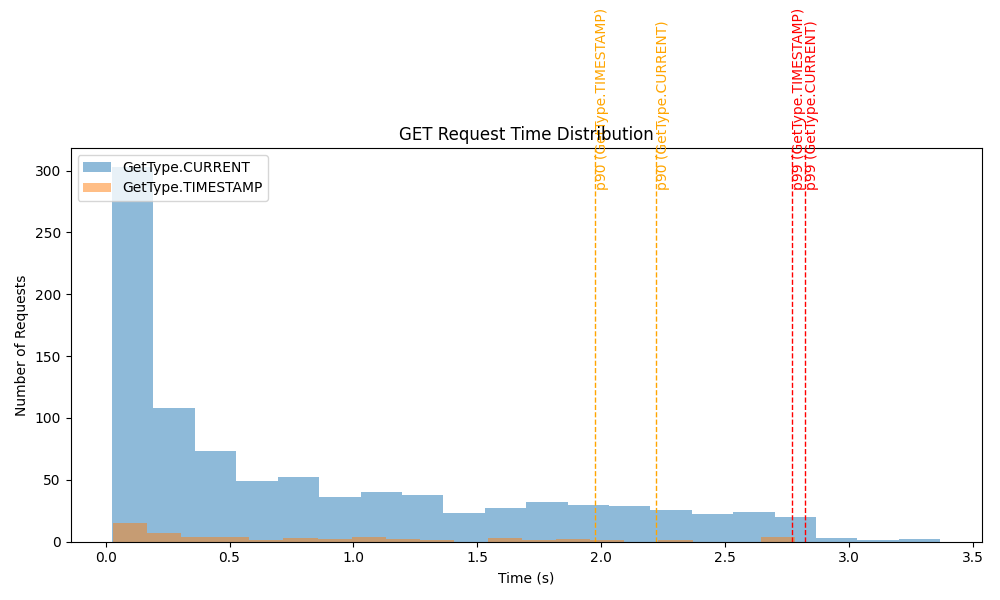 GET Request Time Distribution
p90 (GetType.TIMESTAMP)
p90 (GetType.CURRENT)
p99 (GetType.TIMESTAMP)
p99 (GetType.CURRENT)
GetType.CURRENT
GetType.TIMESTAMP
Number of Requests
300
250
200
150
100
50
0
0.0 0.5 1.0 1.5 2.0 2.5 3.0 3.5
Time (s)